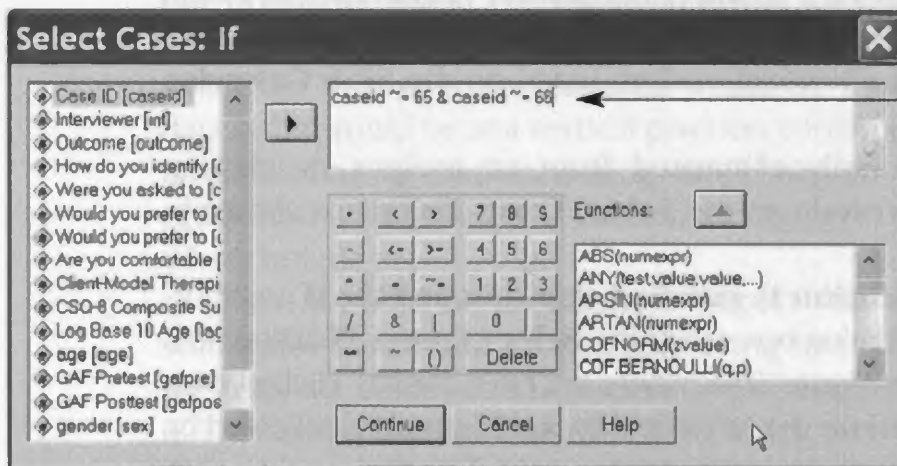 Select Cases: If
Case ID [caseid]
Interviewer [int]
Outcome [outcome]
How do you identify [c
Were you asked to [c
Would you prefer to [c
Would you prefer to [c
Are you comfortable [
Client-Modal Therapi
CSO-8 Composite Su
Log Base 10 Age [loc
age [age]
GAF Pretest [gafpre]
GAF Posttest [gafpos
gender [sex]
caseid ~= 65 & caseid ~= 66
+ < > 7 8 9
- <= >= 4 5 6
* = ~= 1 2 3
/ & | 0
** ~ () Delete
Functions:
ABS(numexpr)
ANY(test,value,value,...)
ARSIN(numexpr)
ARTAN(numexpr)
CDFNORM(zvalue)
CDF.BERNOULLI(q,p)
Continue Cancel Help